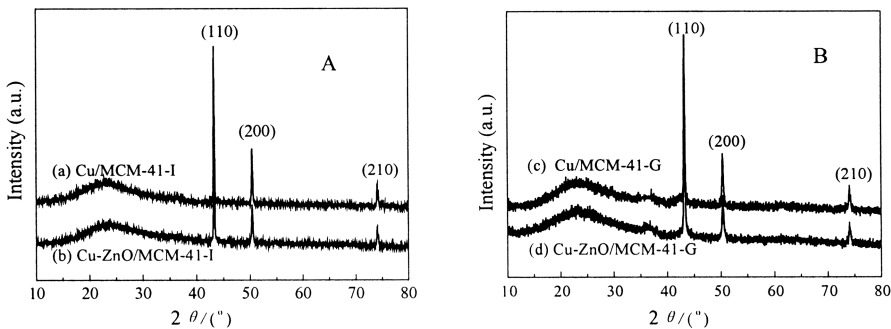 (110)
A
(200)
(a) Cu/MCM-41-I
(210)
(b) Cu-ZnO/MCM-41-I
Intensity (a.u.)
10 20 30 40 50 60 70 80
2 θ/(°)
(110)
B
(200)
(c) Cu/MCM-41-G
(210)
(d) Cu-ZnO/MCM-41-G
Intensity (a.u.)
10 20 30 40 50 60 70 80
2 θ/(°)